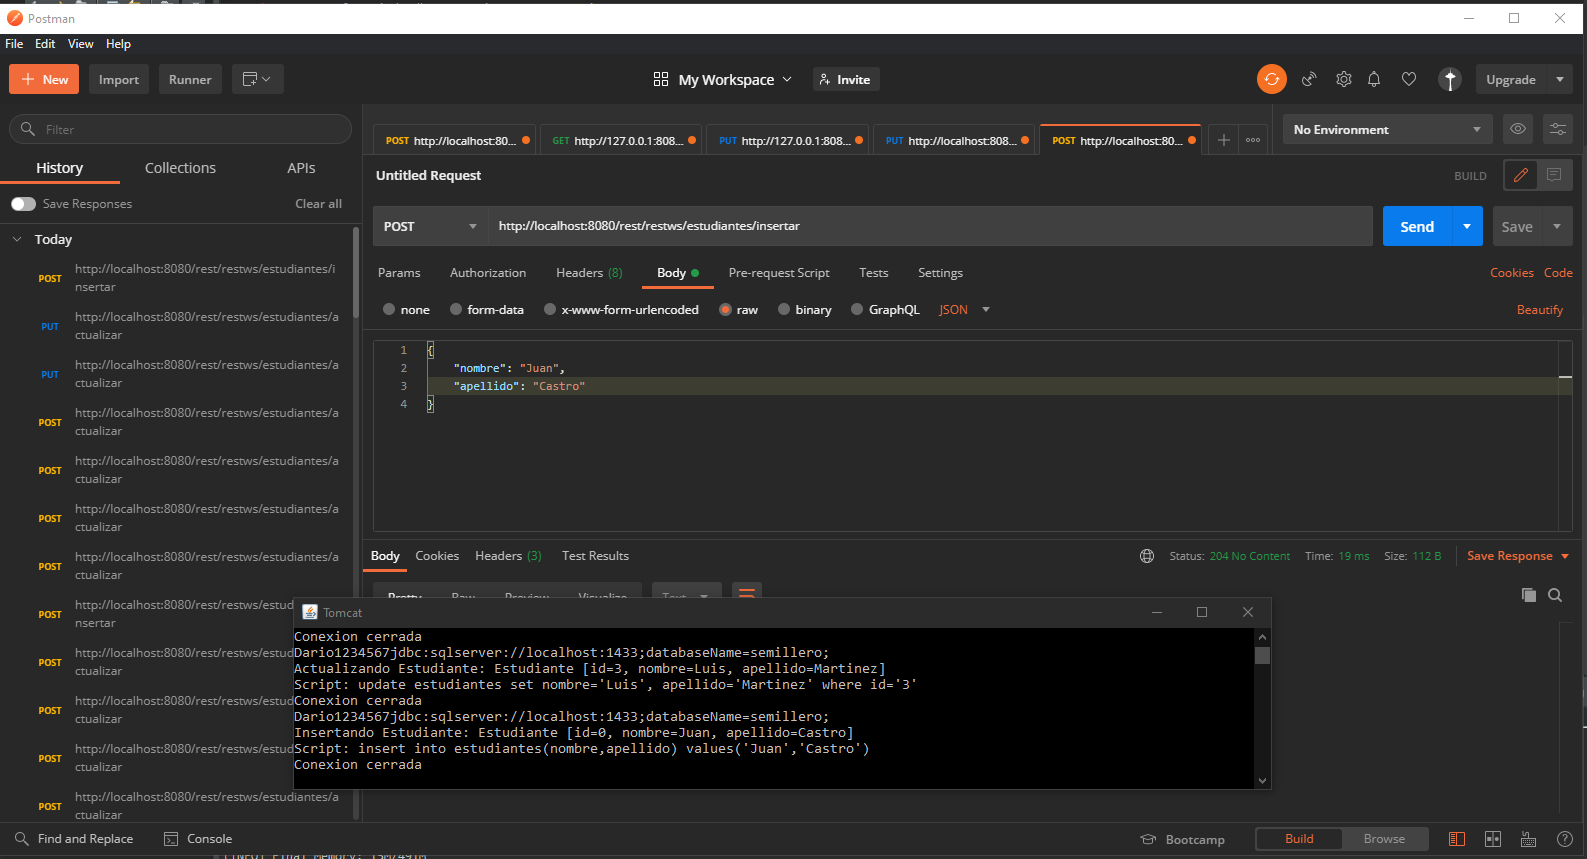 Postman
File Edit View Help
New Import Runner My Workspace Invite Upgrade
Filter
History Collections APIs
Save Responses Clear all
Today
POST http://localhost:8080/rest/restws/estudiantes/i
nsertar
PUT http://localhost:8080/rest/restws/estudiantes/a
ctualizar
PUT http://localhost:8080/rest/restws/estudiantes/a
ctualizar
POST http://localhost:8080/rest/restws/estudiantes/a
ctualizar
POST http://localhost:8080/rest/restws/estudiantes/a
ctualizar
POST http://localhost:8080/rest/restws/estudiantes/a
ctualizar
POST http://localhost:8080/rest/restws/estudiantes/a
ctualizar
POST http://localhost:8080/rest/restws/estud
nsertar
POST http://localhost:8080/rest/restws/estud
ctualizar
POST http://localhost:8080/rest/restws/estud
ctualizar
POST http://localhost:8080/rest/restws/estud
ctualizar
POST http://localhost:8080/rest/restws/estudiantes/a
ctualizar
POST http://localhost:80... GET http://127.0.0.1:808... PUT http://127.0.0.1:808... PUT http://localhost:808... POST http://localhost:80... No Environment
Untitled Request BUILD
POST http://localhost:8080/rest/restws/estudiantes/insertar Send Save
Params Authorization Headers (8) Body Pre-request Script Tests Settings Cookies Code
none form-data x-www-form-urlencoded raw binary GraphQL JSON Beautify
1 {
2 "nombre": "Juan",
3 "apellido": "Castro"
4 }
Body Cookies Headers (3) Test Results Status: 204 No Content Time: 19 ms Size: 112 B Save Response
Pretty Raw Preview Visualize Text
Tomcat
Conexion cerrada
Dario1234567jdbc:sqlserver://localhost:1433;databaseName=semillero;
Actualizando Estudiante: Estudiante [id=3, nombre=Luis, apellido=Martinez]
Script: update estudiantes set nombre='Luis', apellido='Martinez' where id='3'
Conexion cerrada
Dario1234567jdbc:sqlserver://localhost:1433;databaseName=semillero;
Insertando Estudiante: Estudiante [id=0, nombre=Juan, apellido=Castro]
Script: insert into estudiantes(nombre,apellido) values('Juan','Castro')
Conexion cerrada
Find and Replace Console Bootcamp Build Browse